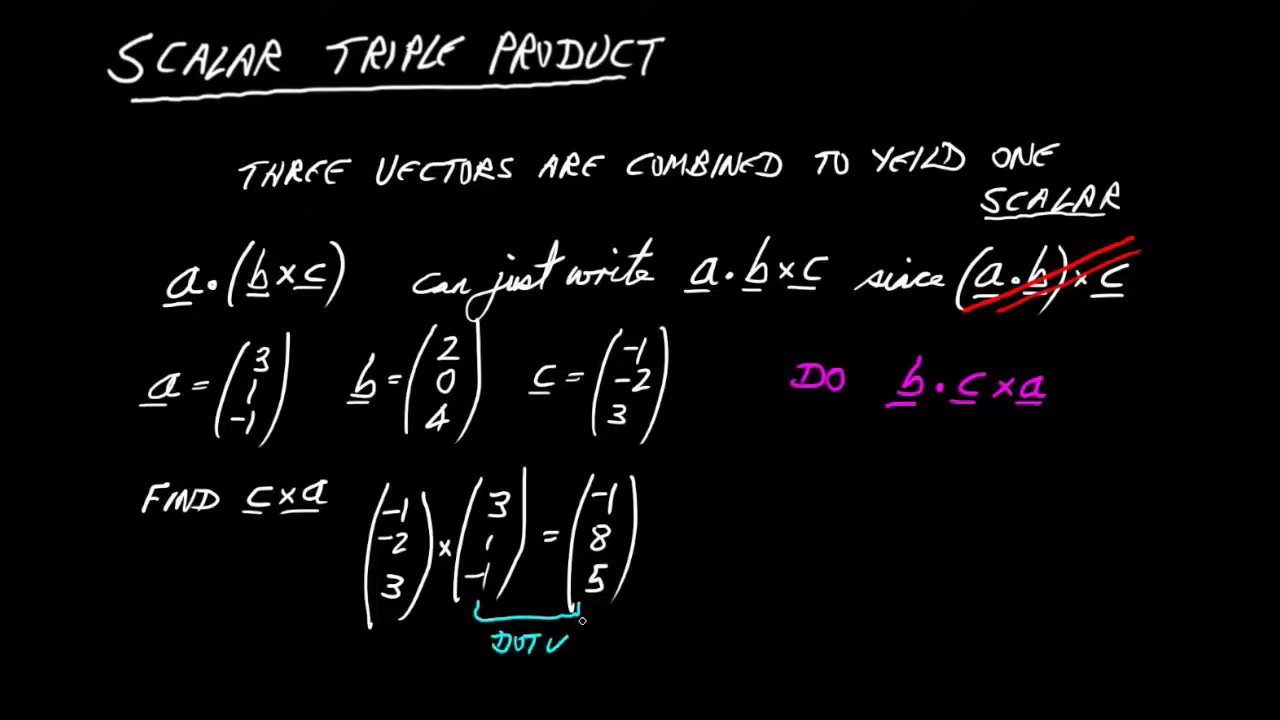 SCALAR TRIPLE PRODUCT
THREE VECTORS ARE COMBINED TO YEILD ONE
SCALAR
a·(b×c) can just write a·b×c since (a·b)×c
a = (3 1 -1) b = (2 0 4) c = (-1 -2 3) DO b·c×a
FIND c×a (-1 -2 3) × (3 1 -1) = (-1 8 5)
DOT ✓